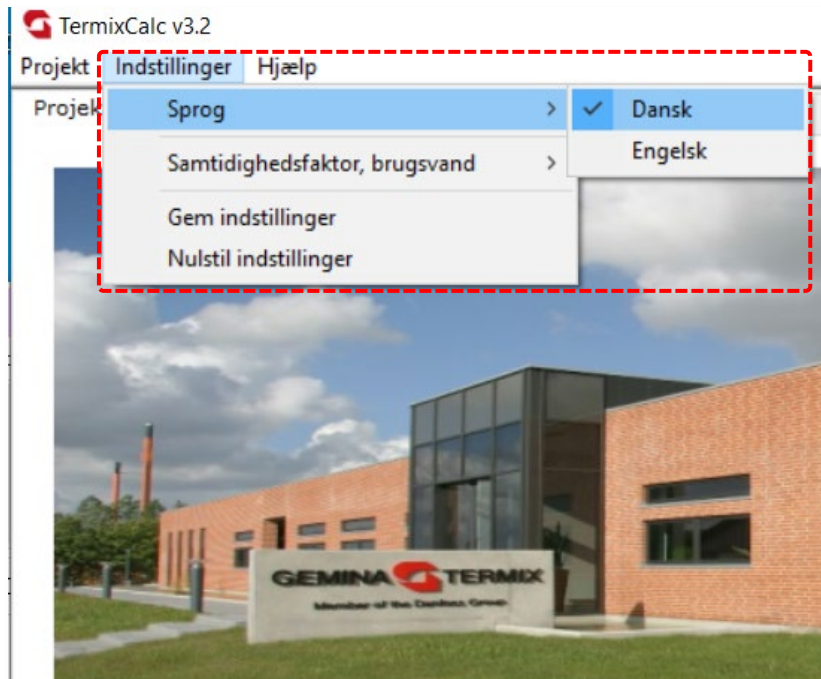 TermixCalc v3.2
Projekt Indstillinger Hjælp
Projek
Sprog
Dansk
Engelsk
Samtidighedsfaktor, brugsvand
Gem indstillinger
Nulstil indstillinger
GEMINA TERMIX
Member of the Danfoss Group